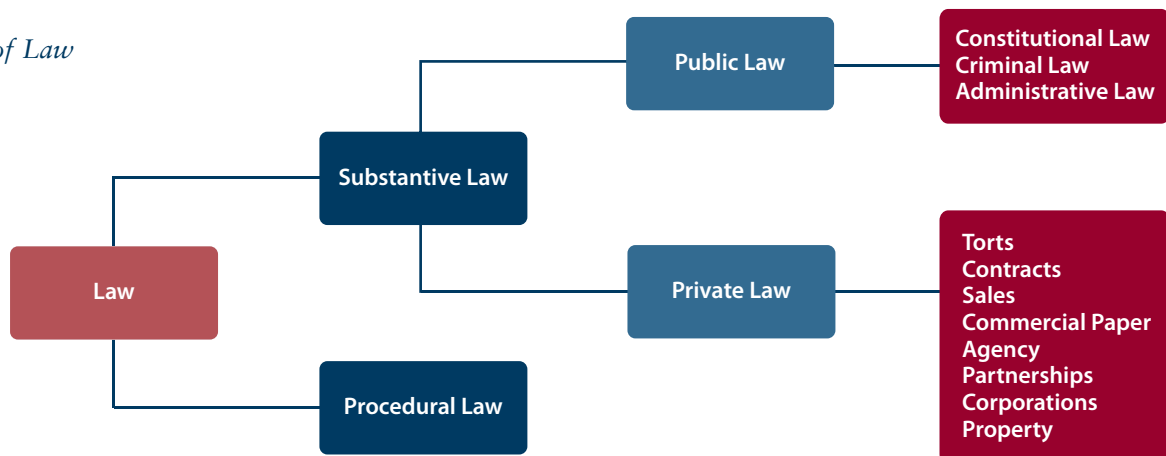 of Law
Public Law
Constitutional Law
Criminal Law
Administrative Law
Substantive Law
Law
Private Law
Torts
Contracts
Sales
Commercial Paper
Agency
Partnerships
Corporations
Property
Procedural Law